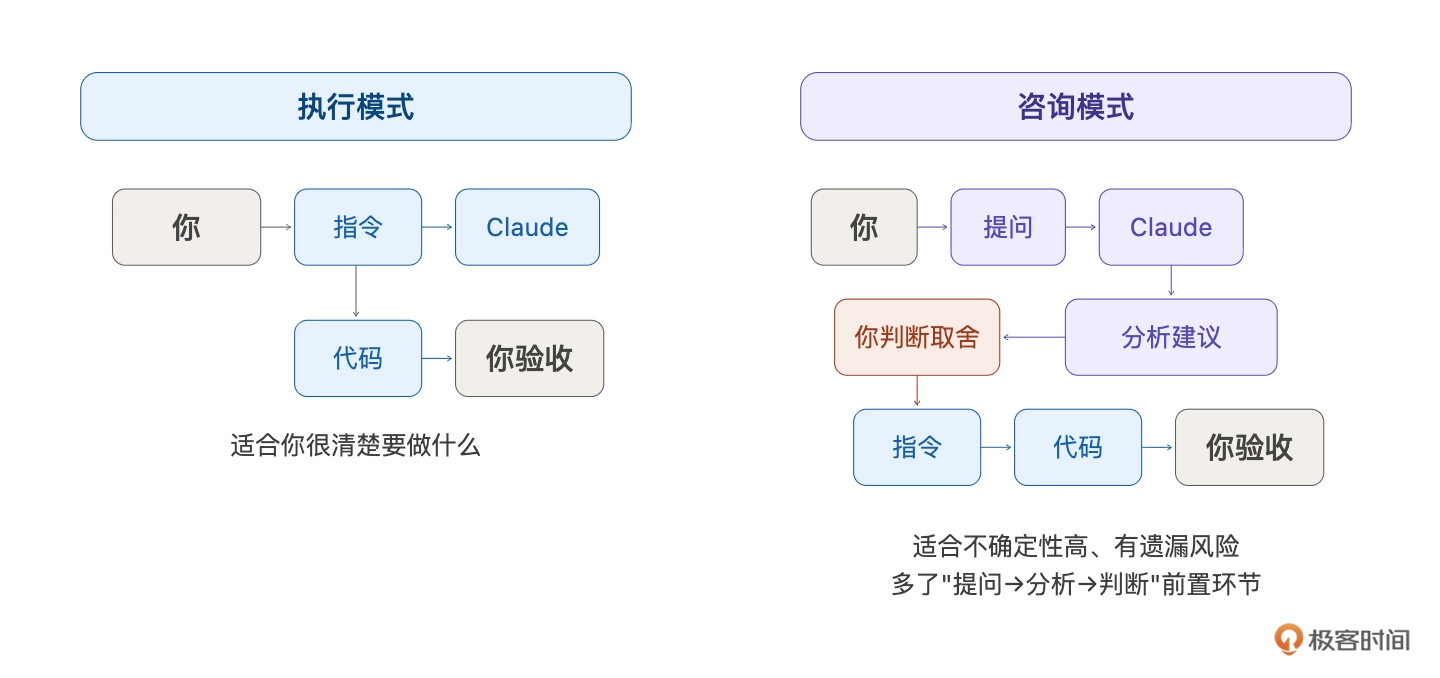 执行模式
你
指令
Claude
代码
你验收
适合你很清楚要做什么
咨询模式
你
提问
Claude
分析建议
你判断取舍
指令
代码
你验收
适合不确定性高、有遗漏风险
多了"提问→分析→判断"前置环节
极客时间